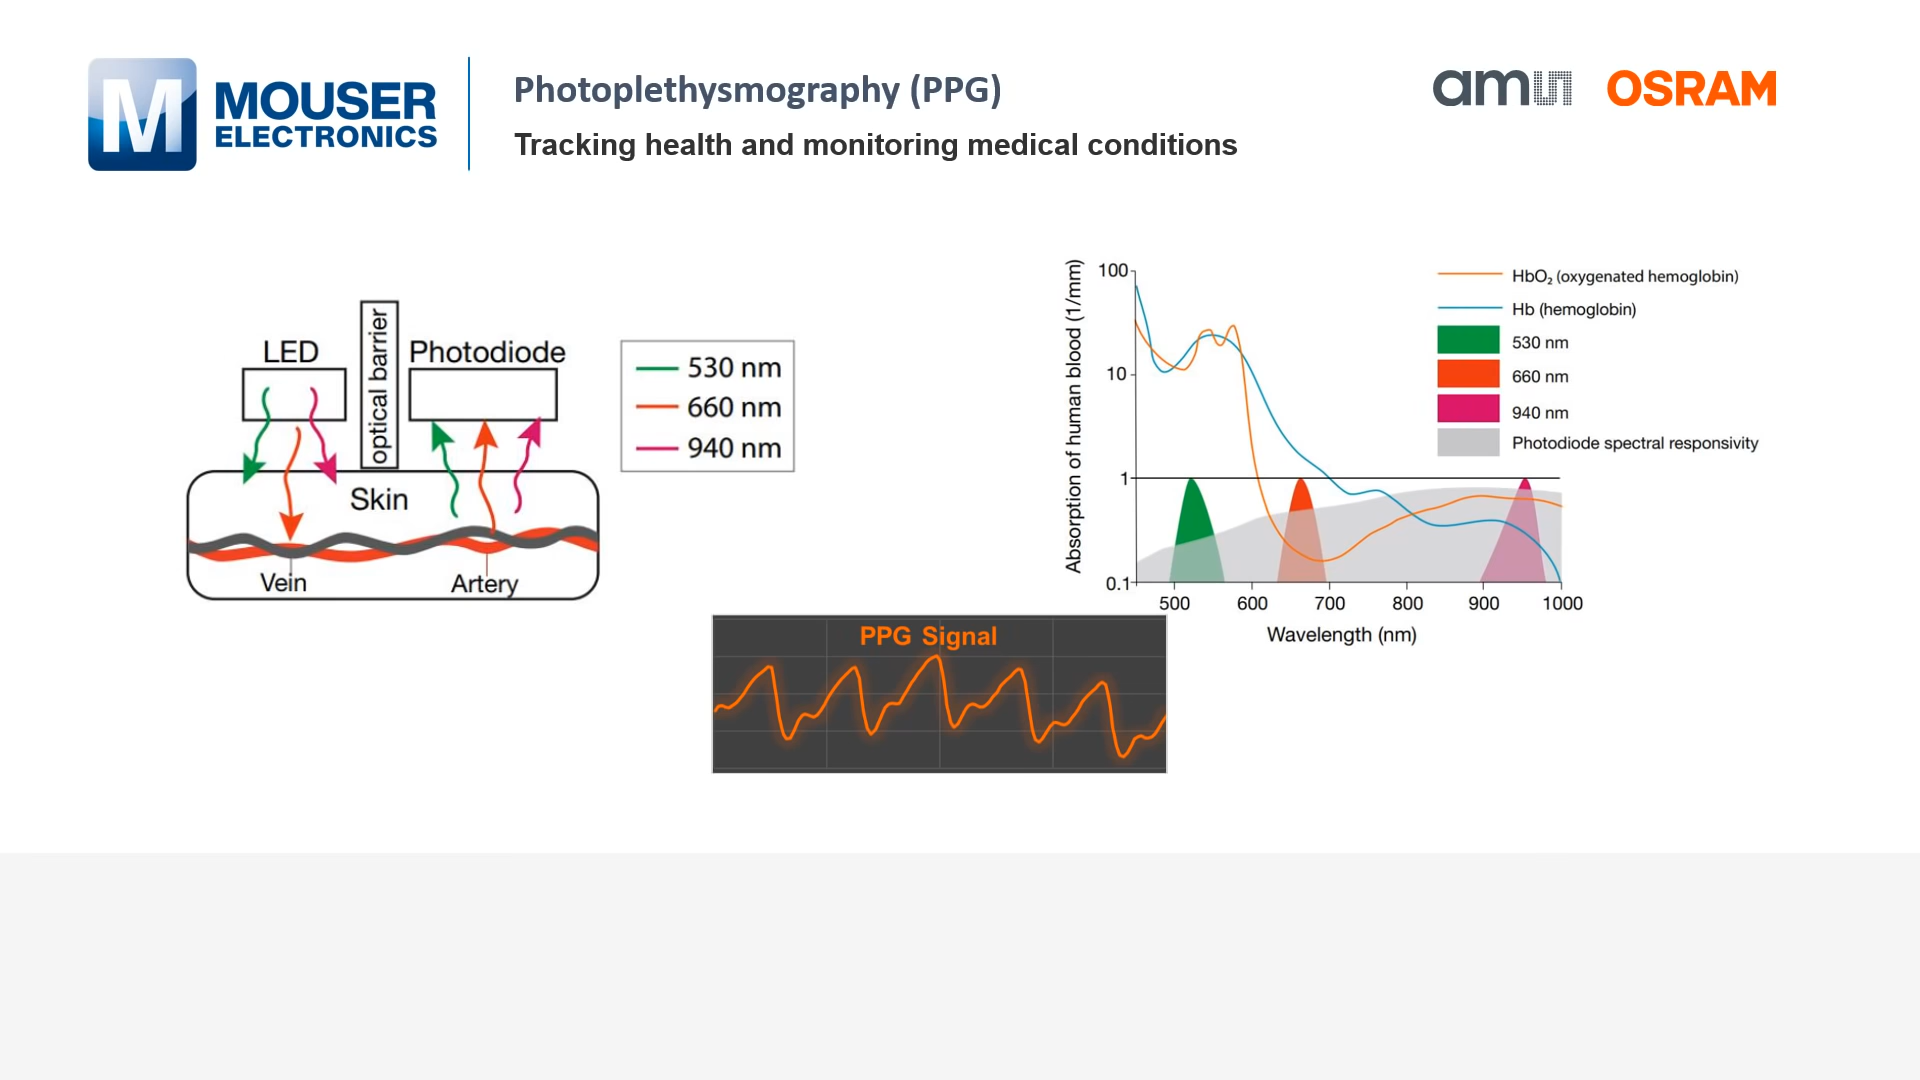 M MOUSER
ELECTRONICS
Photoplethysmography (PPG)
Tracking health and monitoring medical conditions
am
OSRAM
LED
optical barrier
Photodiode
530 nm
660 nm
940 nm
Skin
Vein
Artery
PPG Signal
Absorption of human blood (1/mm)
100
10
1
0.1
500 600 700 800 900 1000
Wavelength (nm)
HbO₂ (oxygenated hemoglobin)
Hb (hemoglobin)
530 nm
660 nm
940 nm
Photodiode spectral responsivity